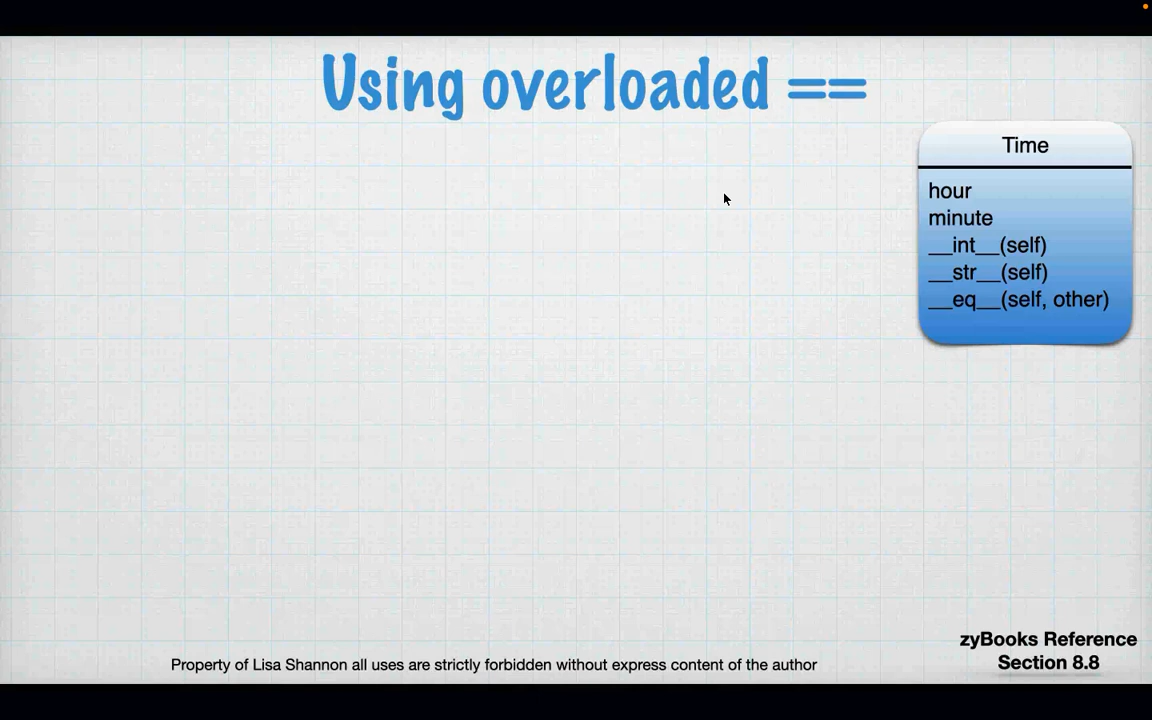 Using overloaded ==
Time
hour
minute
__int__(self)
__str__(self)
__eq__(self, other)
zyBooks Reference
Section 8.8
Property of Lisa Shannon all uses are strictly forbidden without express content of the author